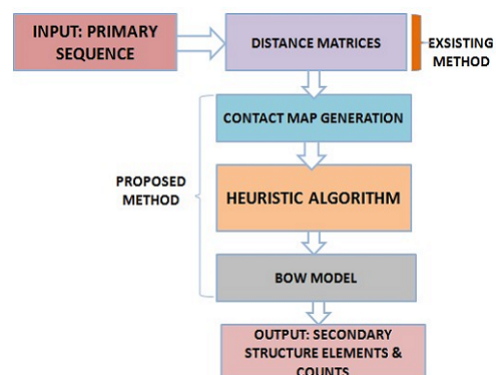 INPUT: PRIMARY
SEQUENCE
DISTANCE MATRICES
EXSISTING
METHOD
CONTACT MAP GENERATION
PROPOSED
METHOD
HEURISTIC ALGORITHM
BOW MODEL
OUTPUT: SECONDARY
STRUCTURE ELEMENTS &
COUNTS